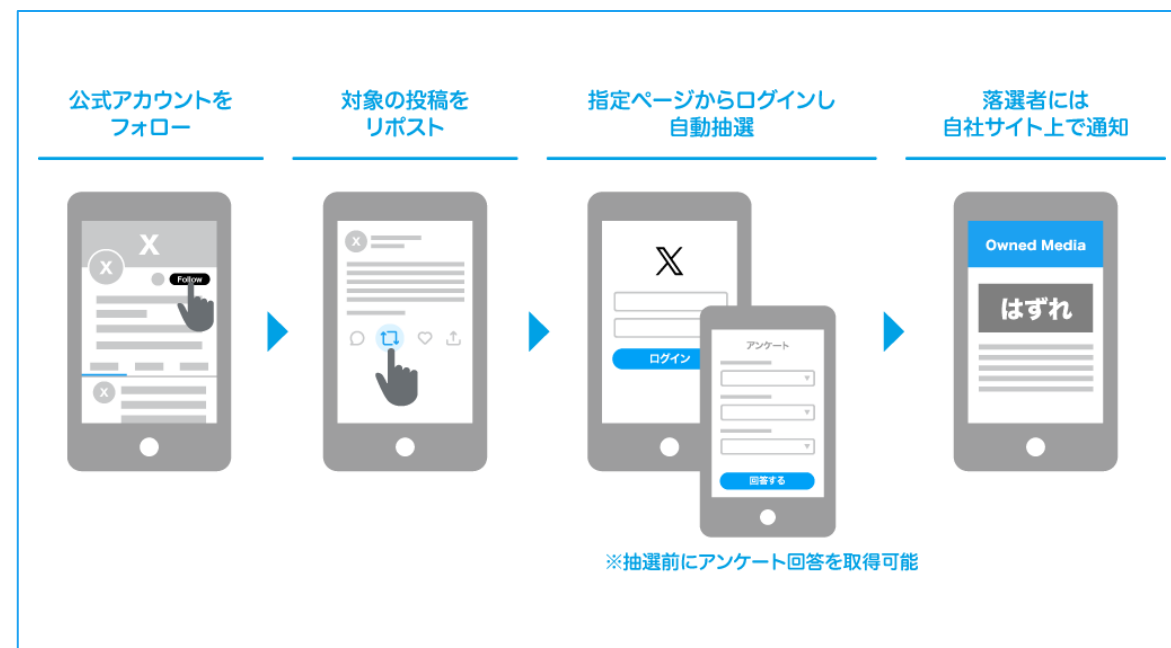 公式アカウントを
フォロー
対象の投稿を
リポスト
指定ページからログインし
自動抽選
落選者には
自社サイト上で通知
X
X
Follow
X
X
𝕏
ログイン
アンケート
回答する
Owned Media
はずれ
※抽選前にアンケート回答を取得可能